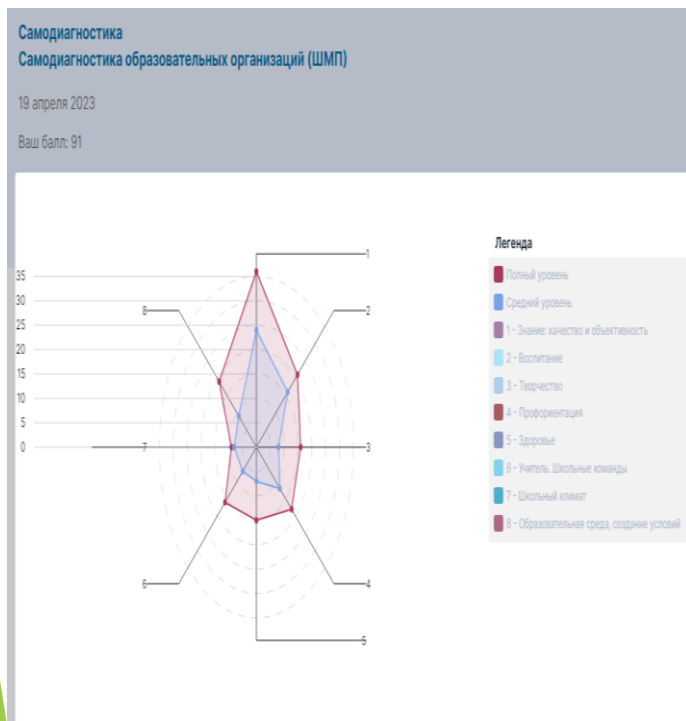 Самодиагностика
Самодиагностика образовательных организаций (ШМП)
19 апреля 2023
Ваш балл: 91
Легенда
Полный уровень
Средний уровень
1 - Знание: качество и объективность
2 - Воспитание
3 - Творчество
4 - Профориентация
5 - Здоровье
6 - Учитель. Школьные команды
7 - Школьный климат
8 - Образовательная среда, создание условий
35
30
25
20
15
10
5
0
1
2
3
4
5
6
7
8